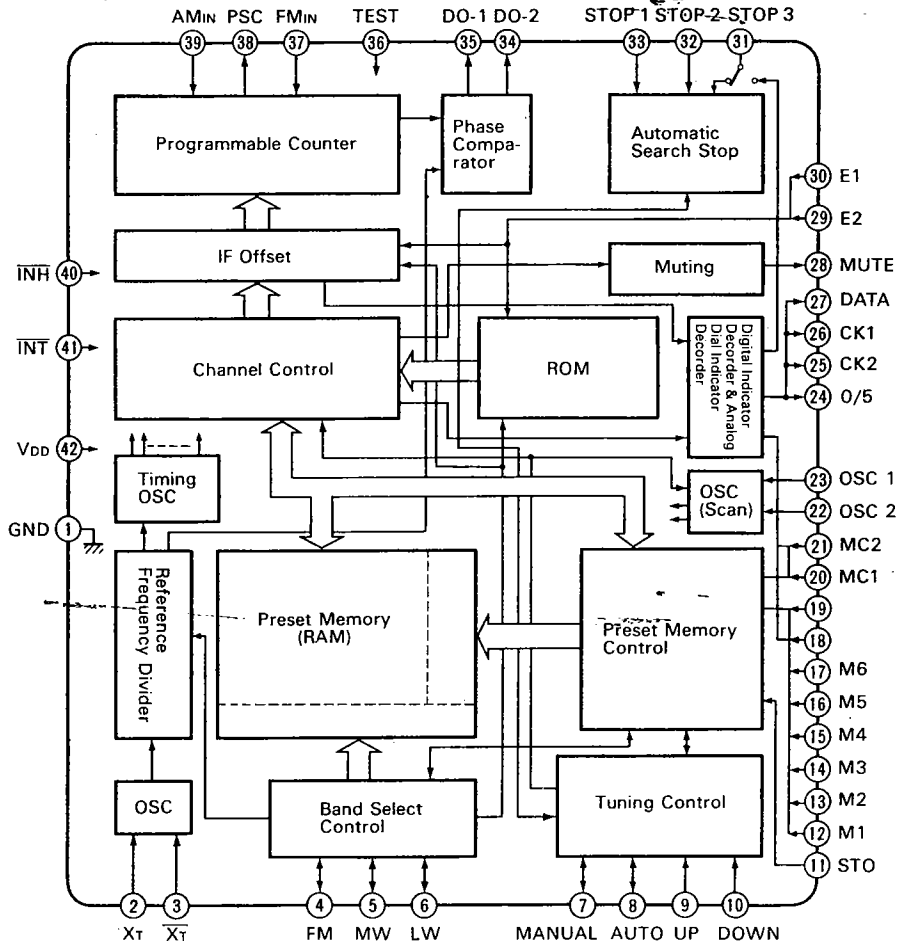 AMIN PSC FMIN TEST DO-1 DO-2 STOP 1 STOP 2 STOP 3
39 38 37 36 35 34 33 32 31
Programmable Counter
Phase
Compa-
rator
Automatic
Search Stop
30 E1
29 E2
IF Offset
Muting
INH 40
28 MUTE
27 DATA
INT 41
26 CK1
25 CK2
24 0/5
Channel Control
ROM
Digital Indicator
Decorder & Analog
Dial Indicator
Decorder
VDD 42
Timing
OSC
OSC
(Scan)
23 OSC 1
22 OSC 2
GND 1
21 MC2
20 MC1
19
18
17 M6
16 M5
15 M4
14 M3
13 M2
12 M1
11 STO
Reference
Frequency Divider
Preset Memory
(RAM)
Preset Memory
Control
OSC
Band Select
Control
Tuning Control
2 3 4 5 6 7 8 9 10
XT XT FM MW LW MANUAL AUTO UP DOWN